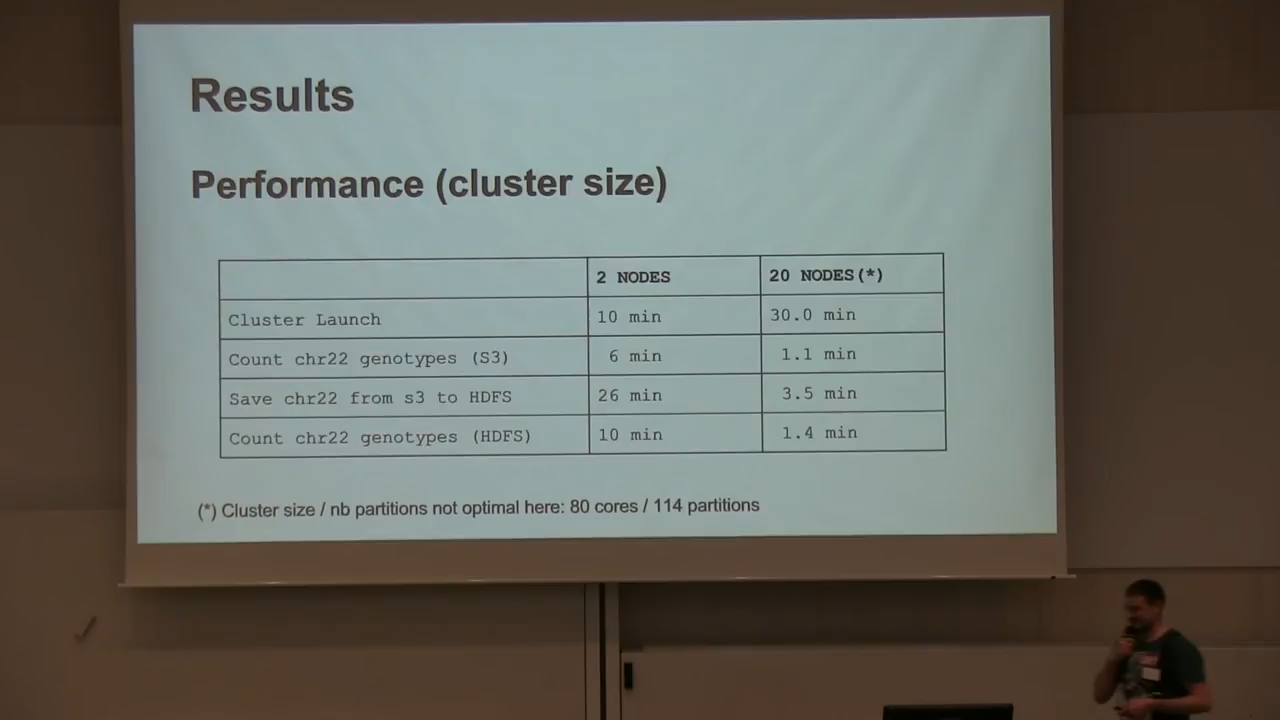 Results
Performance (cluster size)
2 NODES 20 NODES(*)
Cluster Launch 10 min 30.0 min
Count chr22 genotypes (S3) 6 min 1.1 min
Save chr22 from s3 to HDFS 26 min 3.5 min
Count chr22 genotypes (HDFS) 10 min 1.4 min
(*) Cluster size / nb partitions not optimal here: 80 cores / 114 partitions